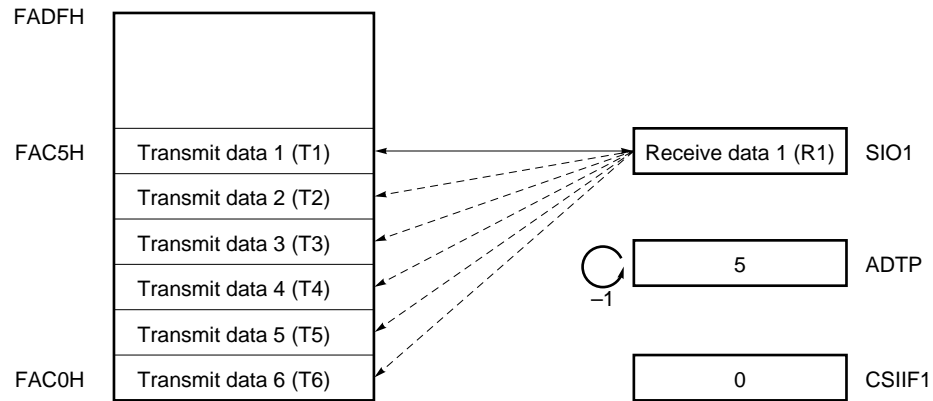 FADFH
FAC5H Transmit data 1 (T1) Receive data 1 (R1) SIO1
Transmit data 2 (T2)
Transmit data 3 (T3) 5 ADTP
–1
Transmit data 4 (T4)
Transmit data 5 (T5)
FAC0H Transmit data 6 (T6) 0 CSIIF1